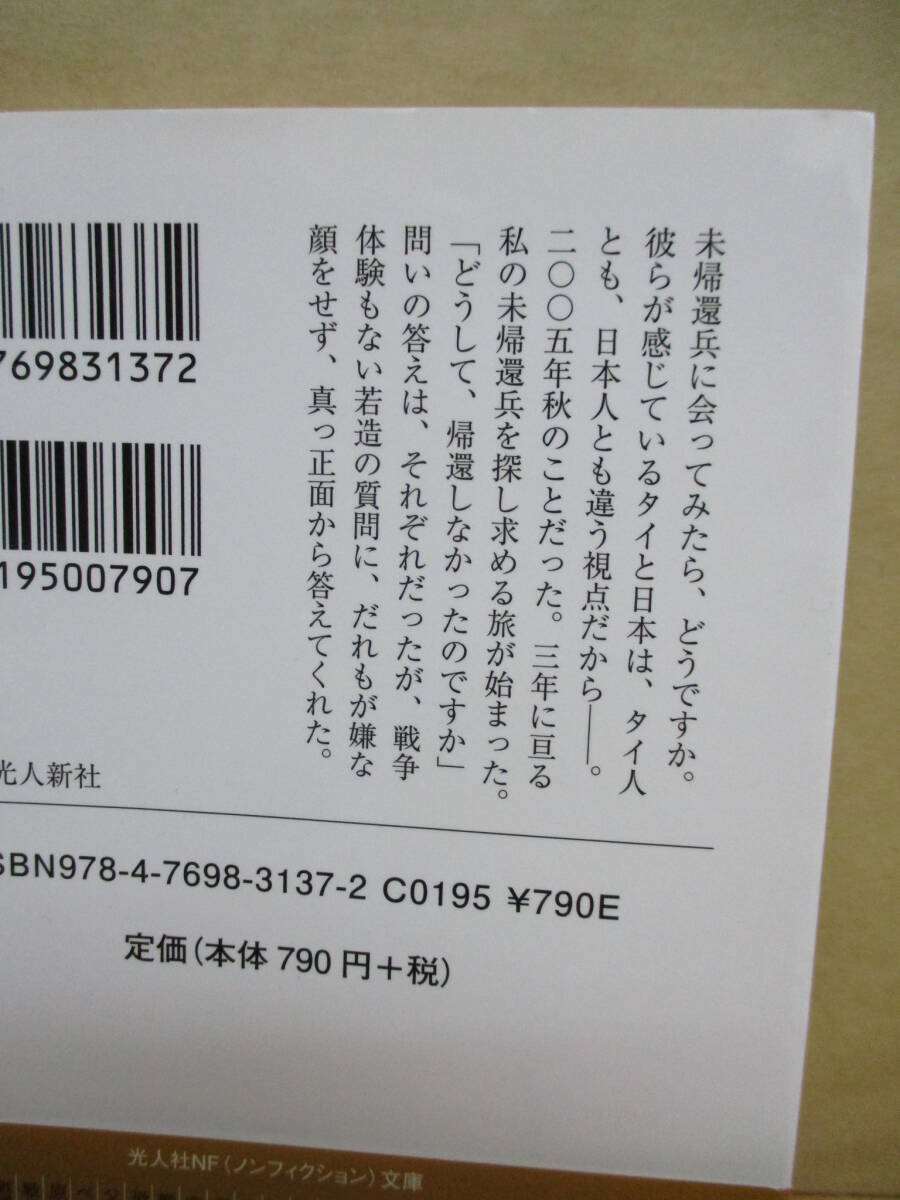 未帰還兵に会ってみたら、どうですか。
彼らが感じているタイと日本は、タイ人
とも、日本人とも違う視点だから――。
二〇〇五年秋のことだった。三年に亘る
私の未帰還兵を探し求める旅が始まった。
「どうして、帰還しなかったのですか」
問いの答えは、それぞれだったが、戦争
体験もない若造の質問に、だれもが嫌な
顔をせず、真っ正面から答えてくれた。
769831372
195007907
光人新社
SBN978-4-7698-3137-2 C0195 ¥790E
定価(本体 790 円+税)
光人社NF(ノンフィクション)文庫